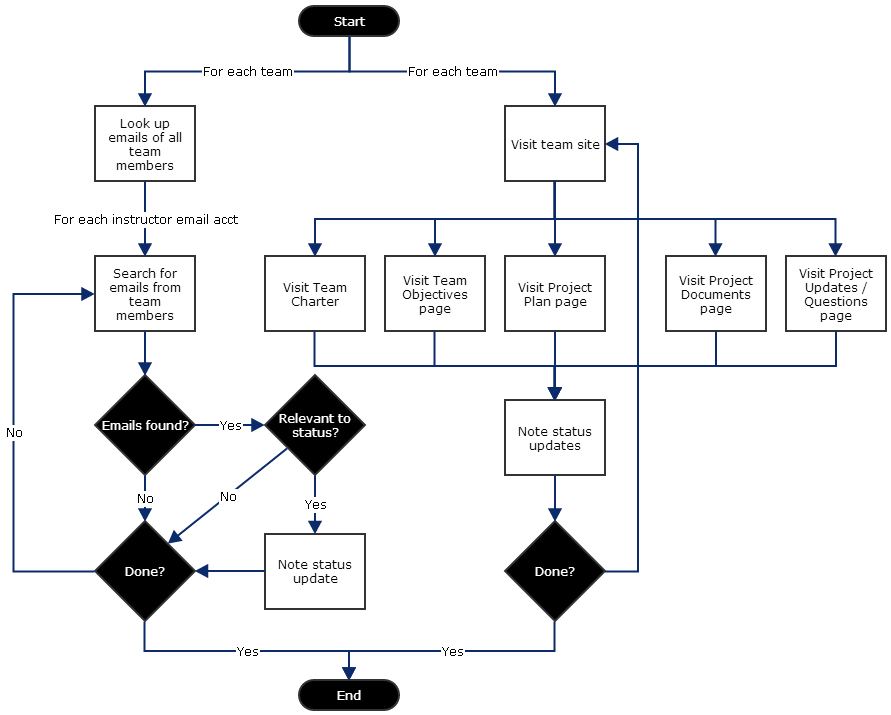 Start
For each team
For each team
Look up
emails of all
team
members
Visit team site
For each instructor email acct
Search for
emails from
team
members
Visit Team
Charter
Visit Team
Objectives
page
Visit Project
Plan page
Visit Project
Documents
page
Visit Project
Updates /
Questions
page
Emails found?
Yes
Relevant to
status?
No
Note status
updates
No
No
Yes
Done?
Note status
update
Done?
Yes
Yes
End